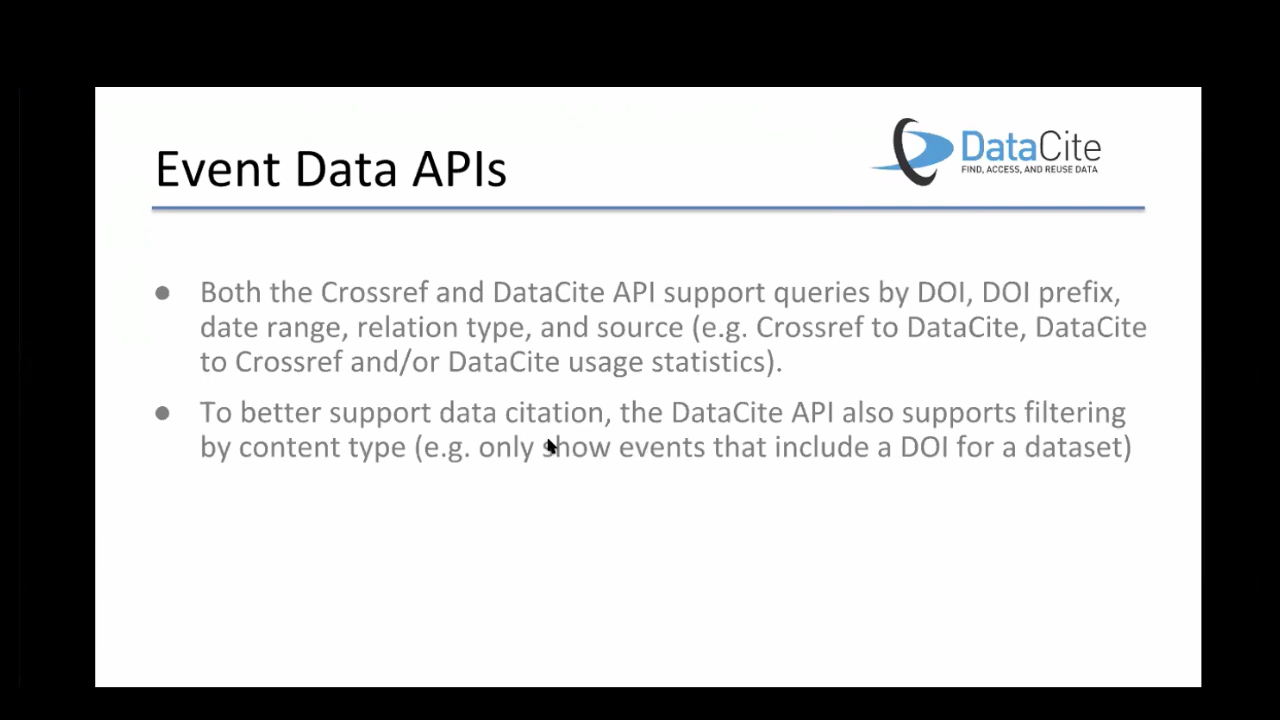 Event Data APIs
DataCite
FIND, ACCESS, AND REUSE DATA
● Both the Crossref and DataCite API support queries by DOI, DOI prefix,
date range, relation type, and source (e.g. Crossref to DataCite, DataCite
to Crossref and/or DataCite usage statistics).
● To better support data citation, the DataCite API also supports filtering
by content type (e.g. only show events that include a DOI for a dataset)